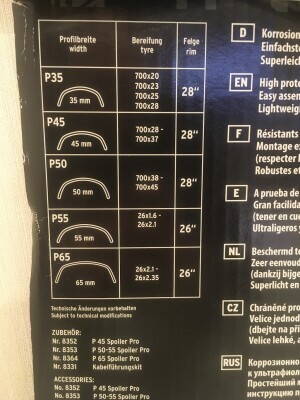 Profilbreite
width
Bereifung
tyre
Felge
rim
P35
35 mm
700x20
700x23
700x25
700x28
28"
P45
45 mm
700x28 -
700x37
28"
P50
50 mm
700x38 -
700x45
28"
P55
55 mm
26x1.6 -
26x2.1
26"
P65
65 mm
26x2.1 -
26x2.35
26"
Technische Änderungen vorbehalten
Subject to technical modifications
ZUBEHÖR:
Nr. 8352 P 45 Spoiler Pro
Nr. 8353 P 50-55 Spoiler Pro
Nr. 8364 P 65 Spoiler Pro
Nr. 8331 Kabelführungskit
ACCESSORIES:
No. 8352 P 45 Spoiler Pro
No. 8353 P 50-55 Spoiler Pro
D Korrosion
Einfachste
Superleich
EN High prote
Easy assem
Lightweigh
F Résistants
Montage ex
(respecter l
Robustes et
E A prueba de
Gran facilida
(tener en cue
Ultraligeros y
NL Beschermd te
Zeer eenvoud
(dankzij bijge
Superlicht en
CZ Chráněné pro
Velice jednod
(dbejte na při
Velice lehké, a
RUS Коррозионно
к ультрафиол
Простейший
инструкцию п